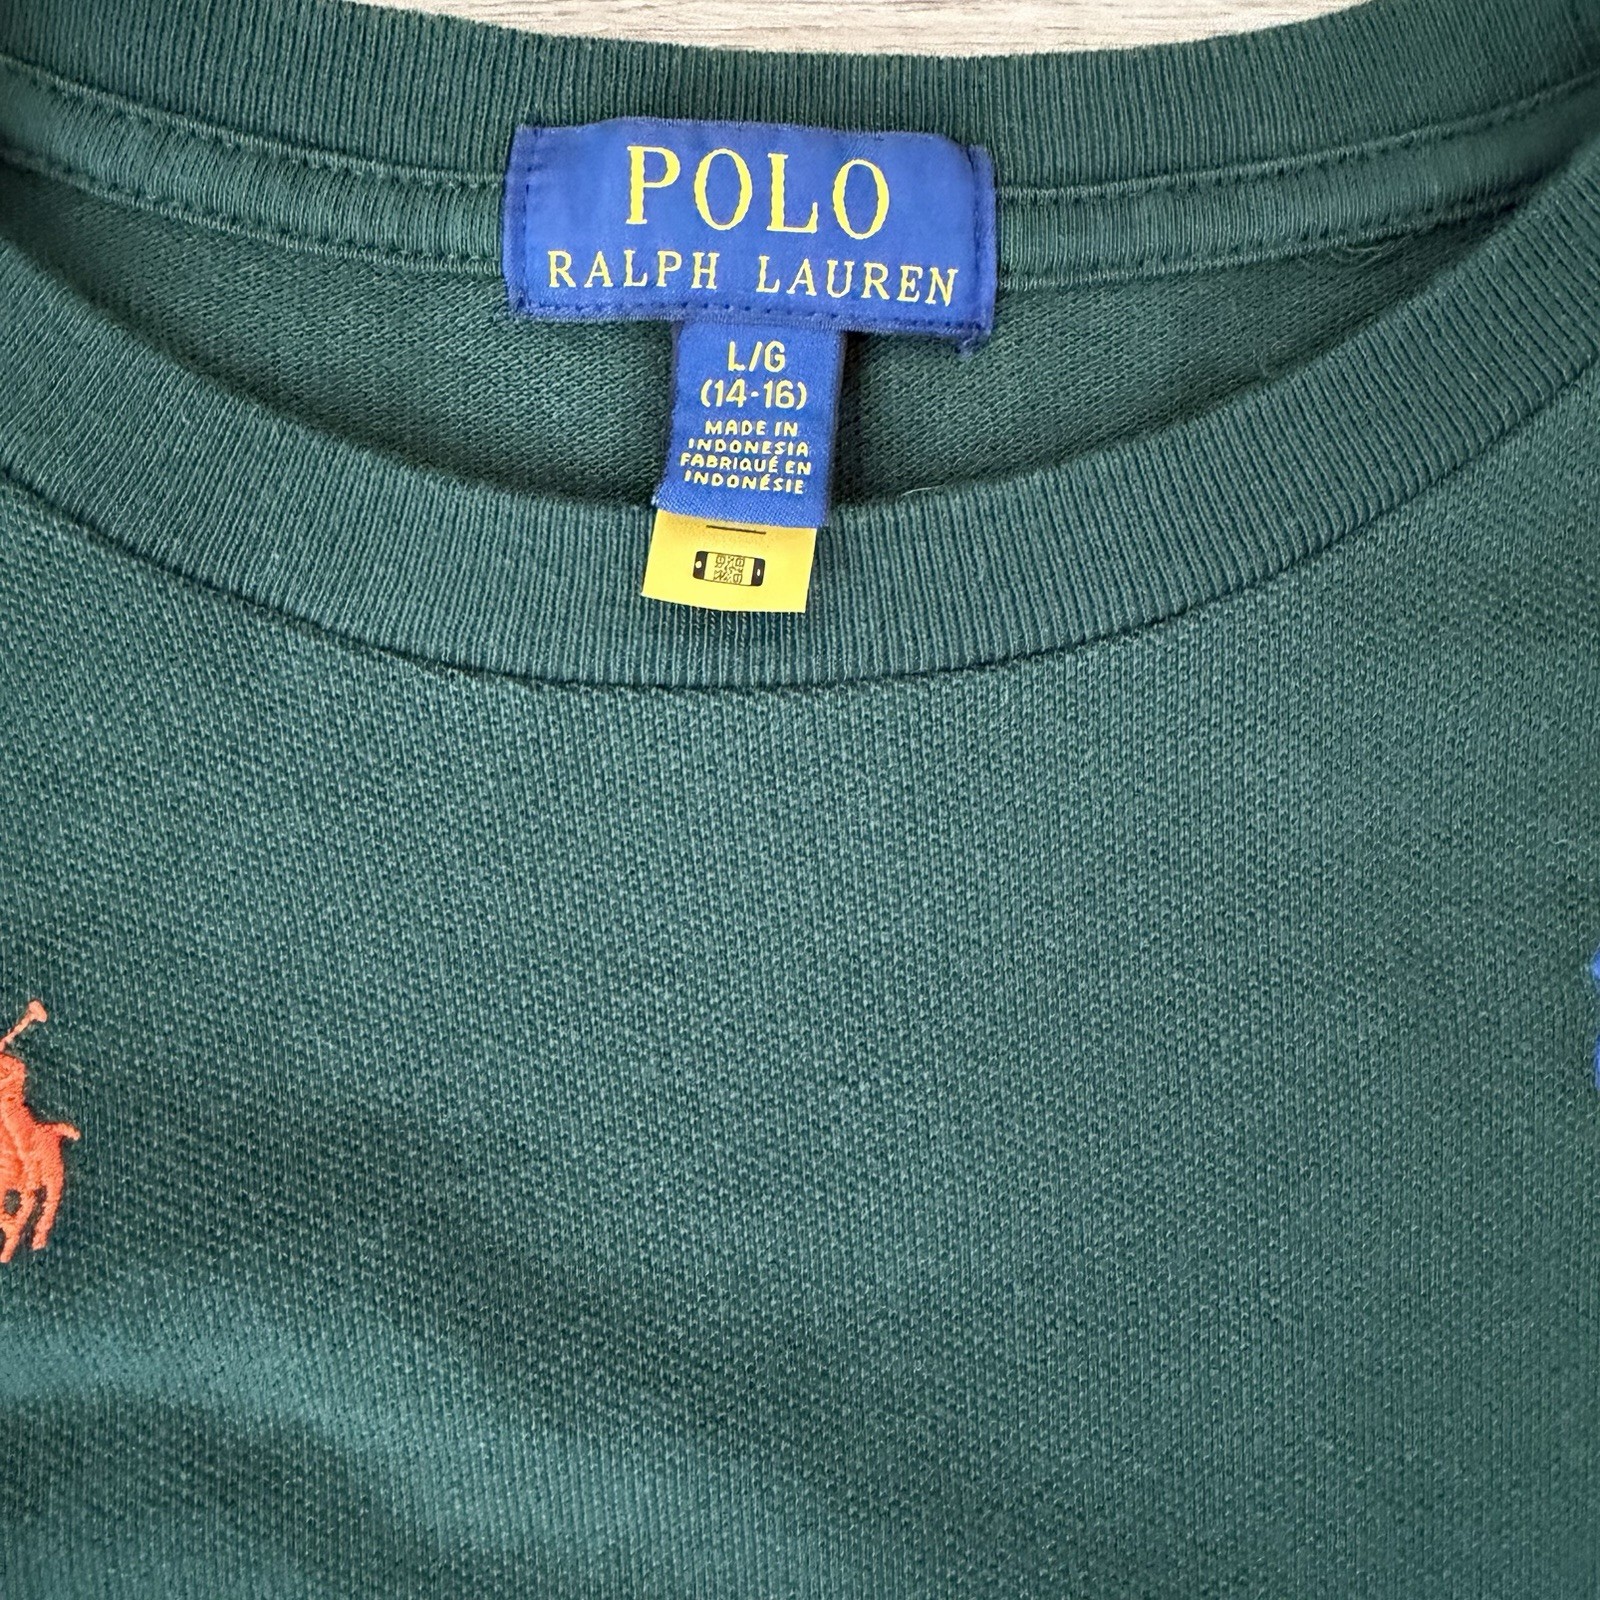 POLO
RALPH LAUREN
L/G
(14-16)
MADE IN
INDONESIA
FABRIQUÉ EN
INDONÉSIE